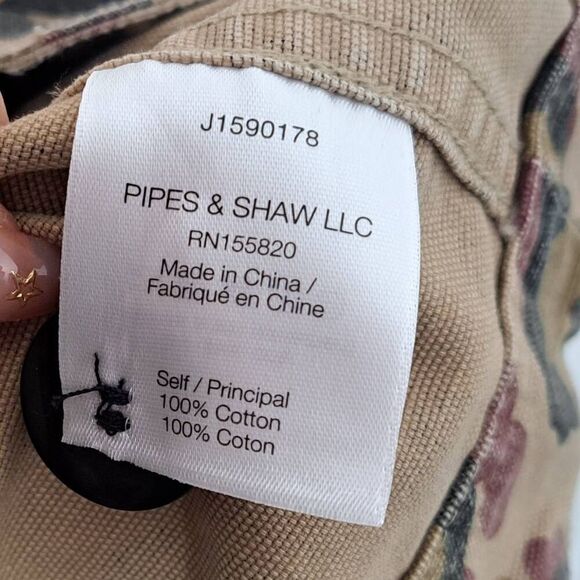 J1590178
PIPES & SHAW LLC
RN155820
Made in China /
Fabriqué en Chine
Self / Principal
100% Cotton
100% Coton